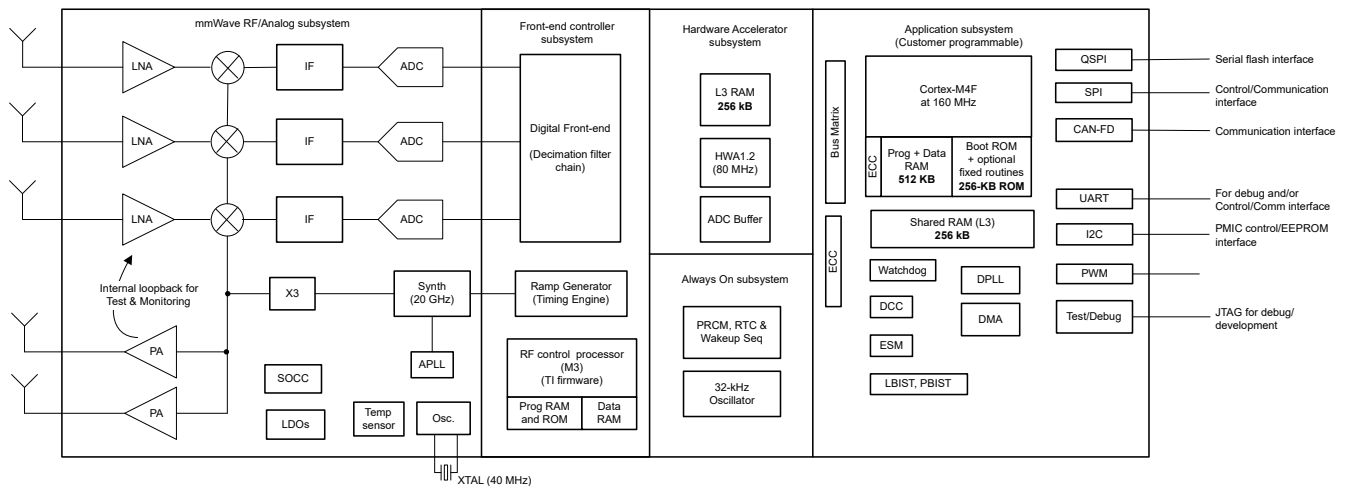 mmWave RF/Analog subsystem
LNA
IF
ADC
LNA
IF
ADC
LNA
IF
ADC
Internal loopback for
Test & Monitoring
X3
Synth
(20 GHz)
PA
APLL
PA
SOCC
LDOs
Temp
sensor
Osc.
XTAL (40 MHz)
Front-end controller
subsystem
Digital Front-end
(Decimation filter
chain)
Ramp Generator
(Timing Engine)
RF control processor
(M3)
(TI firmware)
Prog RAM
and ROM
Data
RAM
Hardware Accelerator
subsystem
L3 RAM
256 kB
HWA1.2
(80 MHz)
ADC Buffer
Always On subsystem
PRCM, RTC &
Wakeup Seq
32-kHz
Oscillator
Application subsystem
(Customer programmable)
Bus Matrix
ECC
Cortex-M4F
at 160 MHz
ECC
Prog + Data
RAM
512 KB
Boot ROM
+ optional
fixed routines
256-KB ROM
Shared RAM (L3)
256 kB
Watchdog
DPLL
DCC
DMA
ESM
LBIST, PBIST
QSPI
Serial flash interface
SPI
Control/Communication
interface
CAN-FD
Communication interface
UART
For debug and/or
Control/Comm interface
I2C
PMIC control/EEPROM
interface
PWM
Test/Debug
JTAG for debug/
development